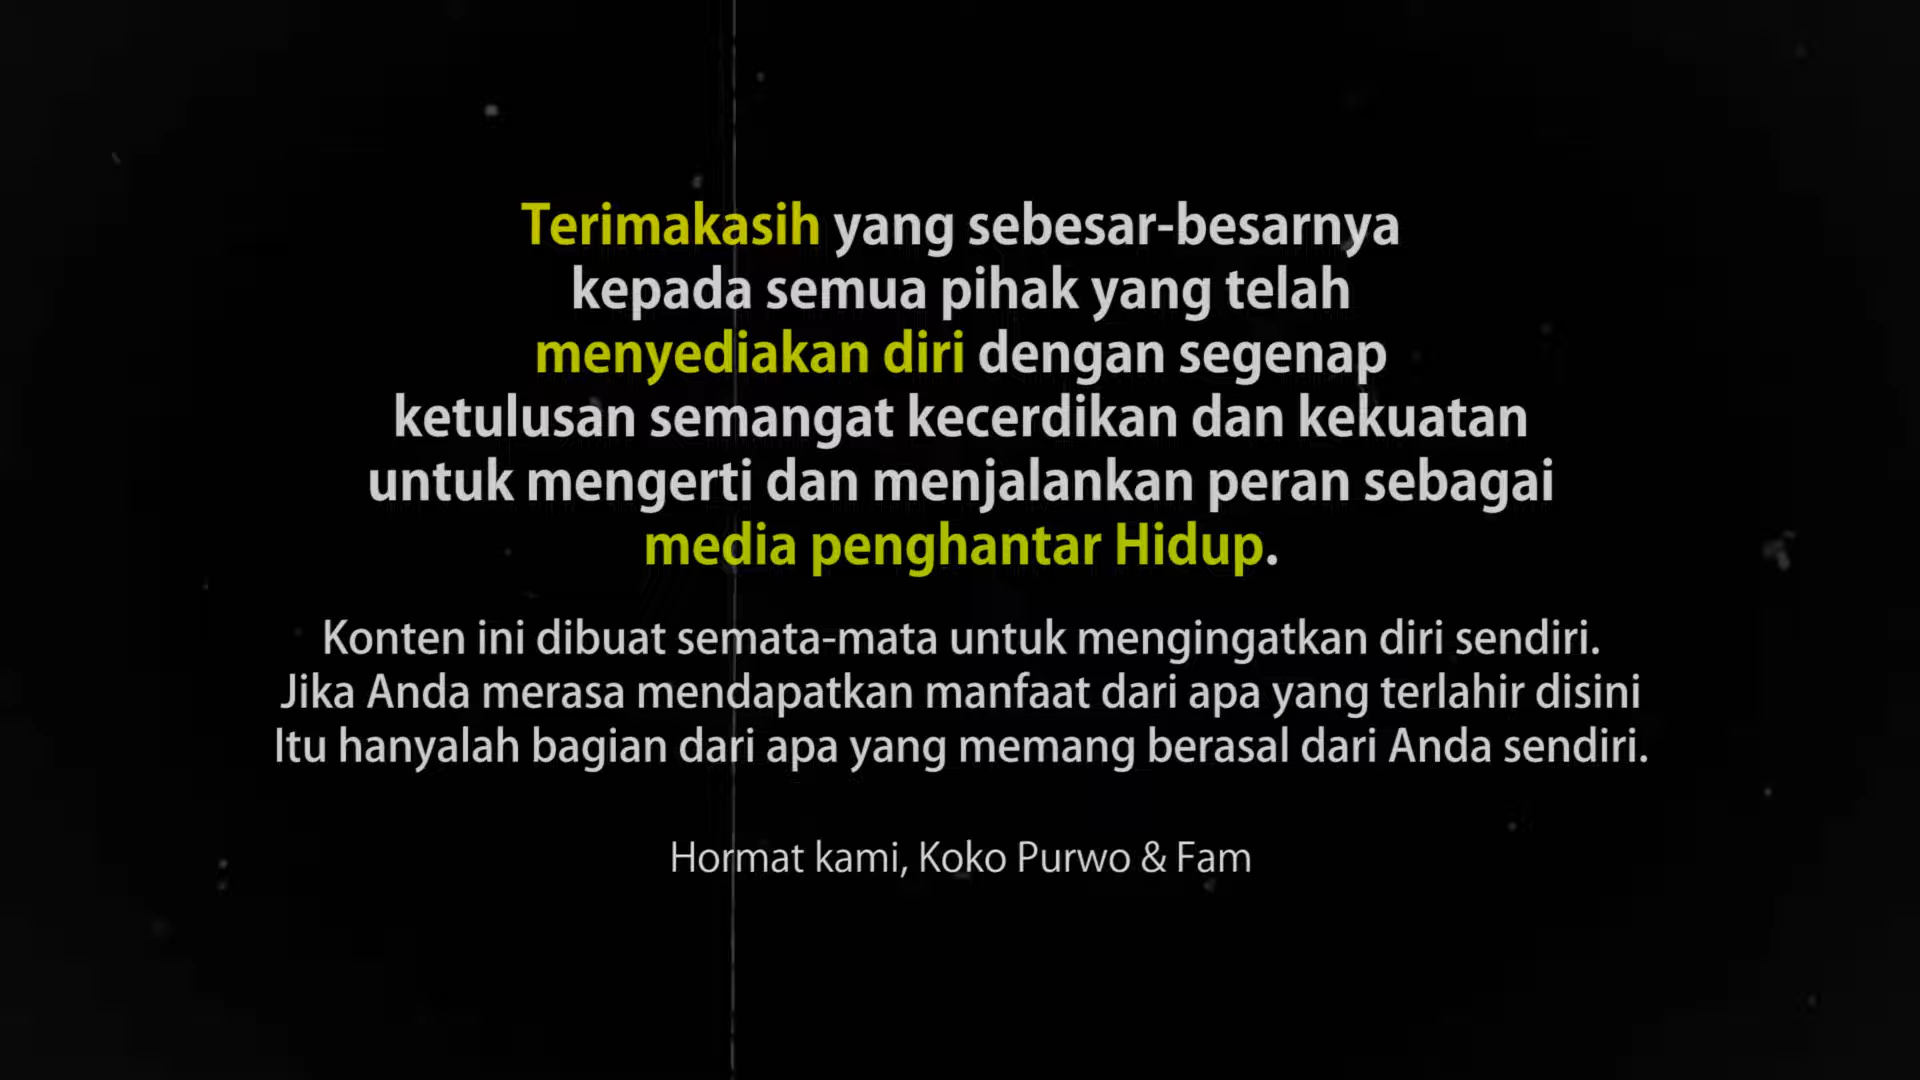 Terimakasih yang sebesar-besarnya
kepada semua pihak yang telah
menyediakan diri dengan segenap
ketulusan semangat kecerdikan dan kekuatan
untuk mengerti dan menjalankan peran sebagai
media penghantar Hidup.
Konten ini dibuat semata-mata untuk mengingatkan diri sendiri.
Jika Anda merasa mendapatkan manfaat dari apa yang terlahir disini
Itu hanyalah bagian dari apa yang memang berasal dari Anda sendiri.
Hormat kami, Koko Purwo & Fam